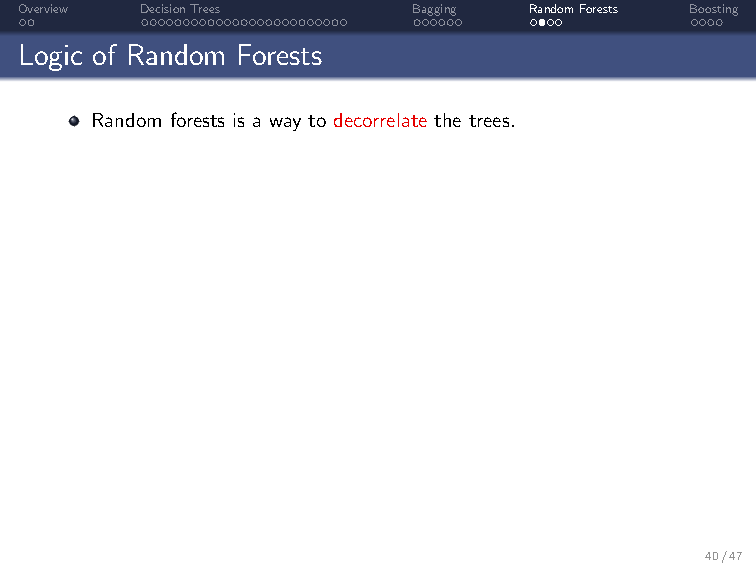 Overview Decision Trees Bagging Random Forests Boosting
Logic of Random Forests
Random forests is a way to decorrelate the trees.
40 / 47